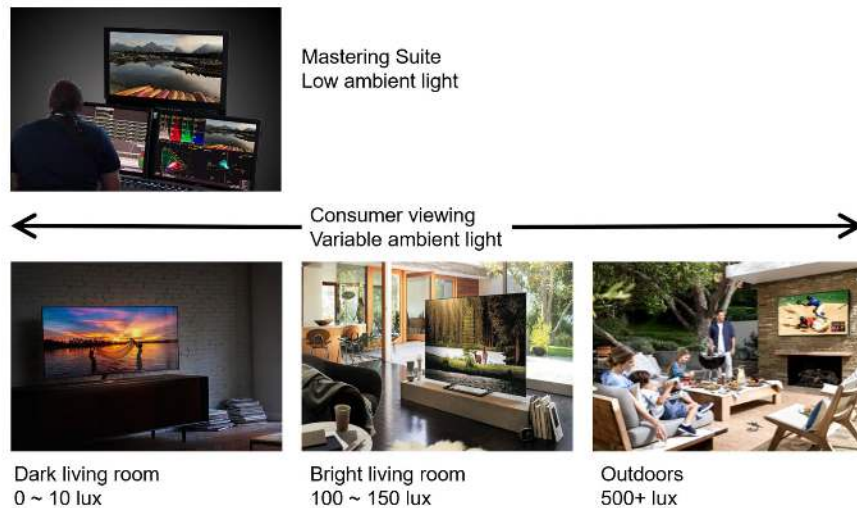 Mastering Suite
Low ambient light
Consumer viewing
Variable ambient light
Dark living room
0 ~ 10 lux
Bright living room
100 ~ 150 lux
Outdoors
500+ lux